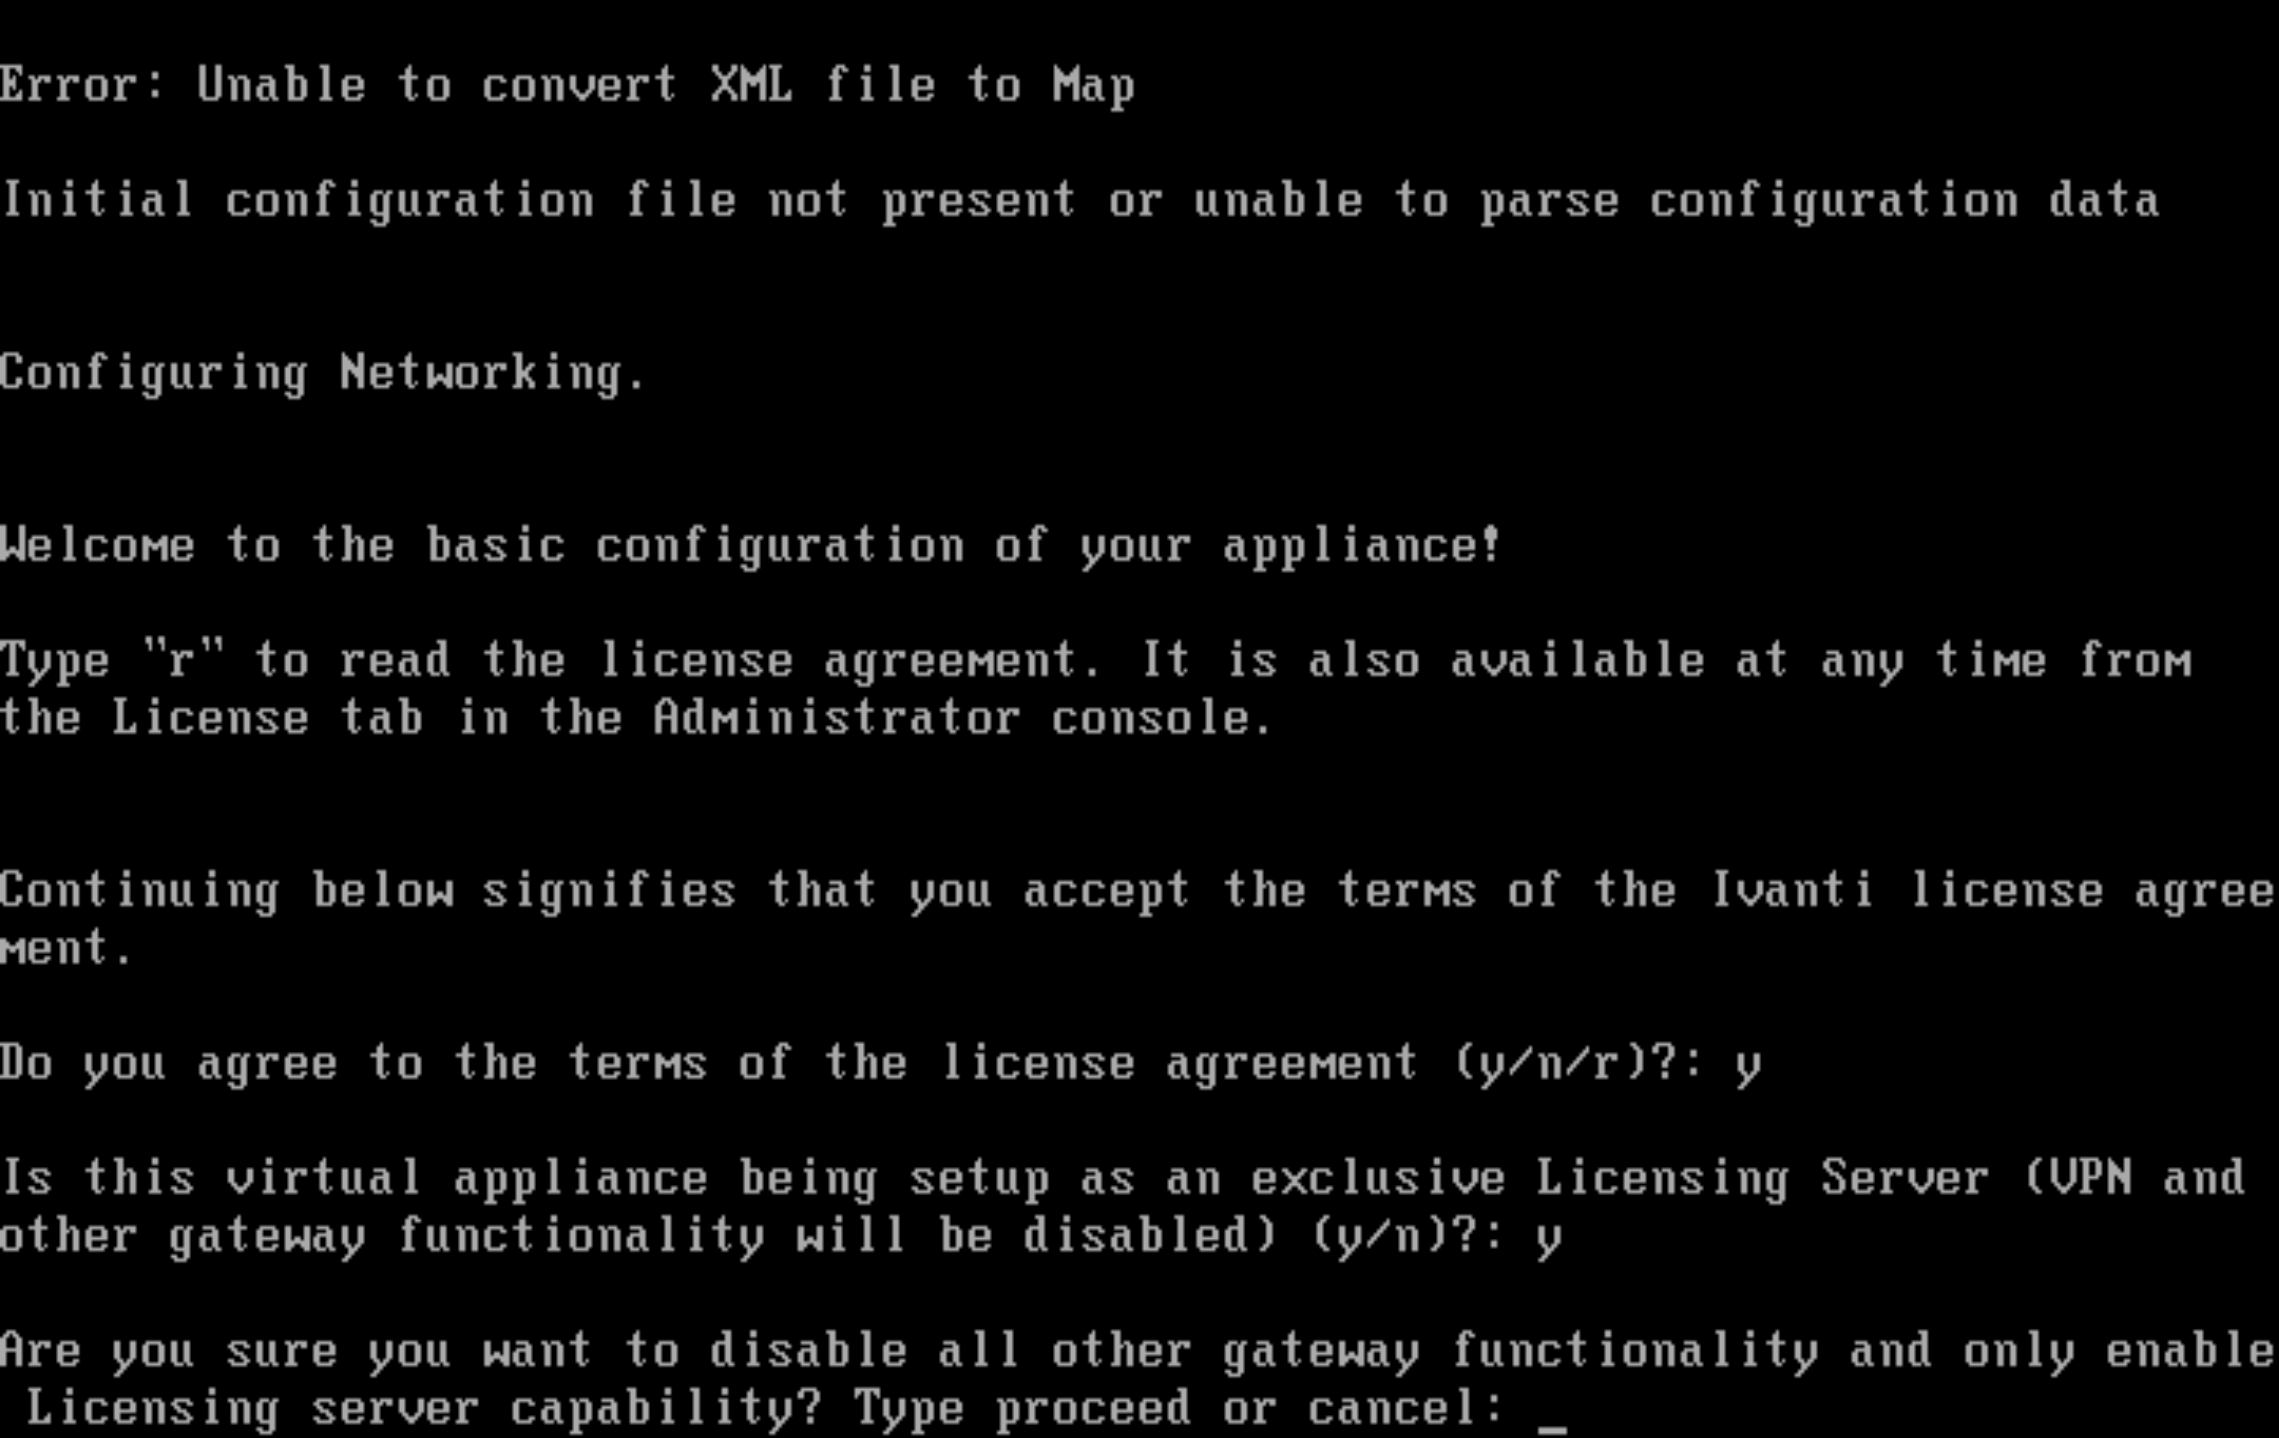 Error: Unable to convert XML file to Map
Initial configuration file not present or unable to parse configuration data
Configuring Networking.
Welcome to the basic configuration of your appliance!
Type "r" to read the license agreement. It is also available at any time from
the License tab in the Administrator console.
Continuing below signifies that you accept the terms of the Ivanti license agree
ment.
Do you agree to the terms of the license agreement (y/n/r)?: y
Is this virtual appliance being setup as an exclusive Licensing Server (VPN and
other gateway functionality will be disabled) (y/n)?: y
Are you sure you want to disable all other gateway functionality and only enable
 Licensing server capability? Type proceed or cancel: _